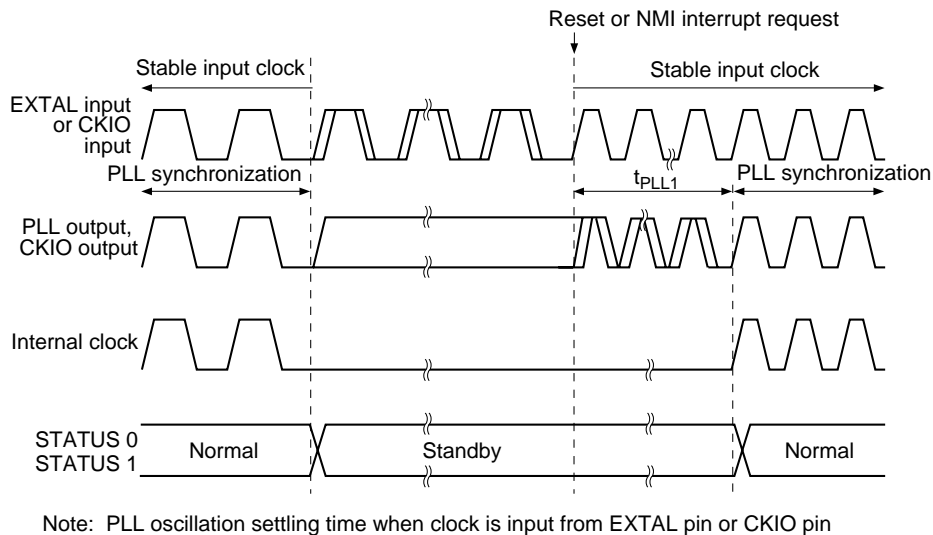 Reset or NMI interrupt request
Stable input clock
Stable input clock
EXTAL input
or CKIO
input
PLL synchronization
tPLL1
PLL synchronization
PLL output,
CKIO output
Internal clock
STATUS 0
STATUS 1
Normal
Standby
Normal
Note: PLL oscillation settling time when clock is input from EXTAL pin or CKIO pin